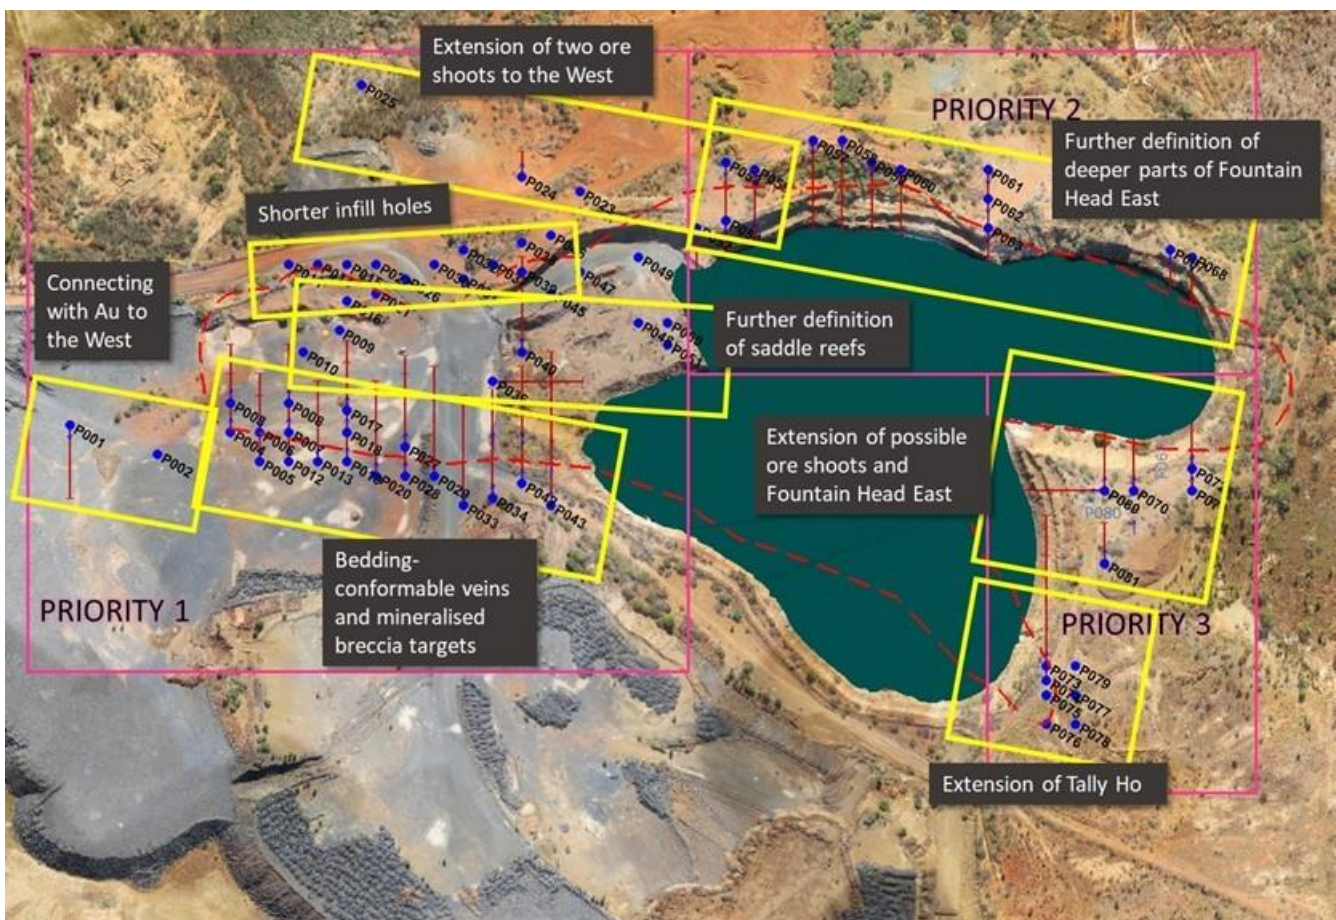 Extension of two ore
shoots to the West
PRIORITY 2
Further definition of
deeper parts of Fountain
Head East
Shorter infill holes
Connecting
with Au to
the West
Further definition
of saddle reefs
Extension of possible
ore shoots and
Fountain Head East
Bedding-
conformable veins
and mineralised
breccia targets
PRIORITY 1
PRIORITY 3
Extension of Tally Ho
P025
P024
P023
P061
P062
P063
P060
P068
P049
P047
P045
P039
P026
P016
P009
P010
P040
P001
P002
P008
P007
P006
P004
P005
P012
P013
P017
P018
P020
P027
P028
P029
P033
P034
P043
P069
P070
P080
P081
P073
P079
P075
P077
P076
P078